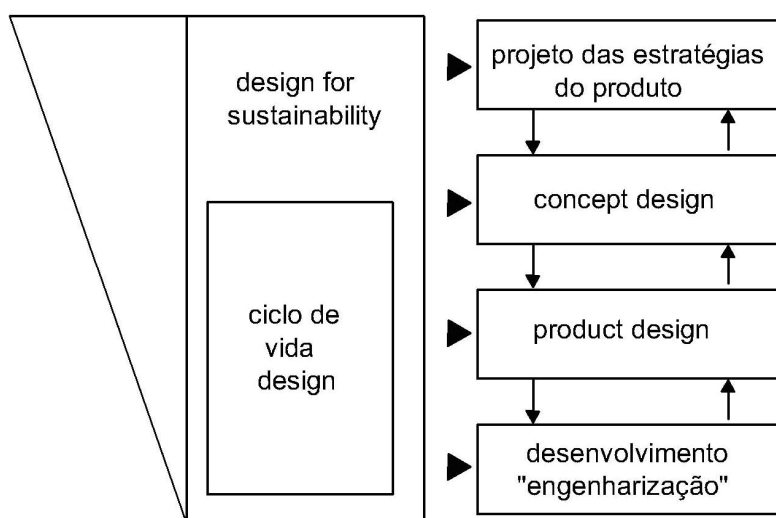 design for
sustainability
ciclo de
vida
design
projeto das estratégias
do produto
concept design
product design
desenvolvimento
"engenharização"